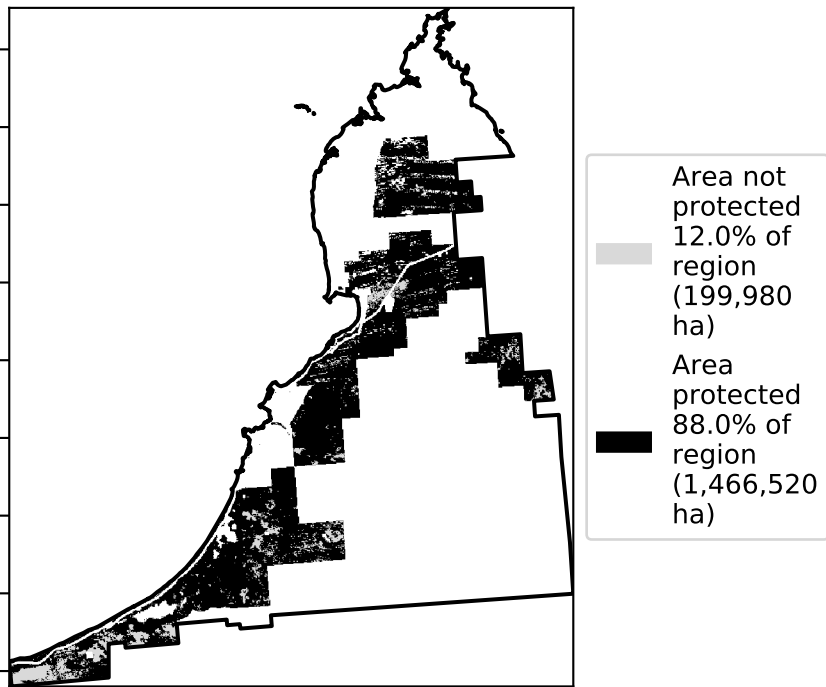 Area not
protected
12.0% of
region
(199,980
ha)
Area
protected
88.0% of
region
(1,466,520
ha)